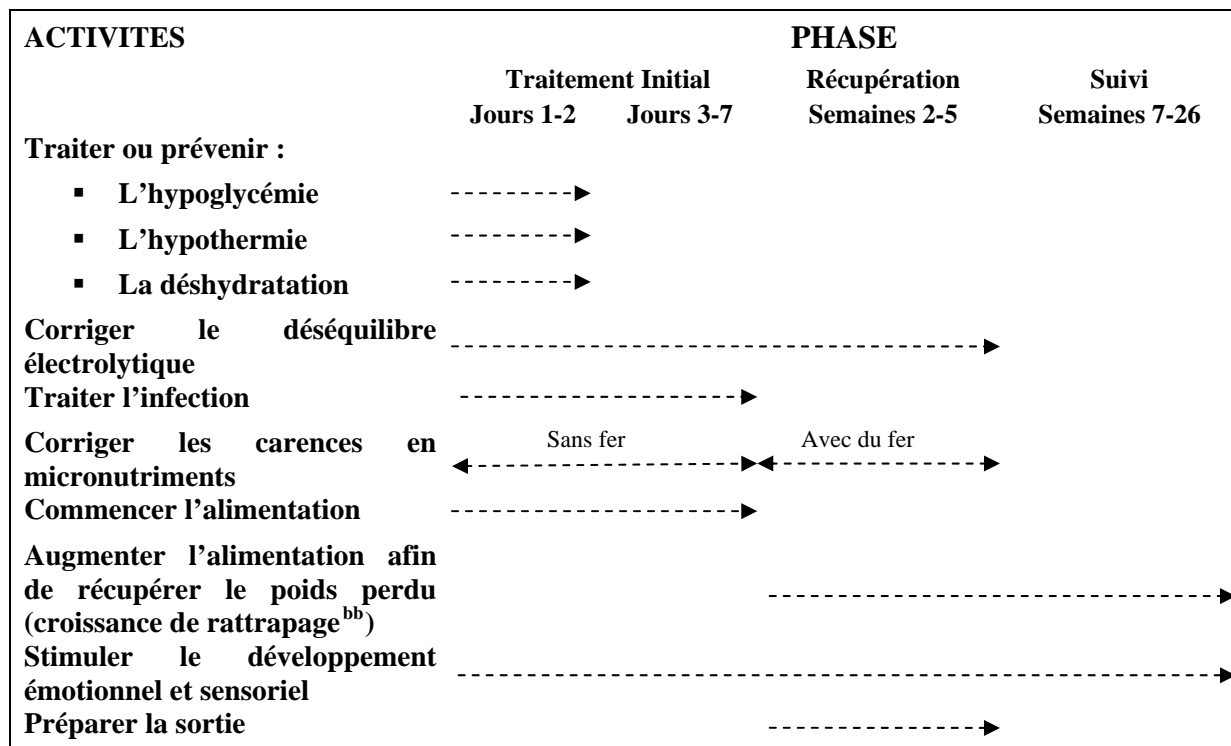 ACTIVITES PHASE
Traitement Initial Récupération Suivi
Jours 1-2 Jours 3-7 Semaines 2-5 Semaines 7-26
Traiter ou prévenir :
▪ L’hypoglycémie
▪ L’hypothermie
▪ La déshydratation
Corriger le déséquilibre
électrolytique
Traiter l’infection
Corriger les carences en
micronutriments
Sans fer Avec du fer
Commencer l’alimentation
Augmenter l’alimentation afin
de récupérer le poids perdu
(croissance de rattrapage bb)
Stimuler le développement
émotionnel et sensoriel
Préparer la sortie